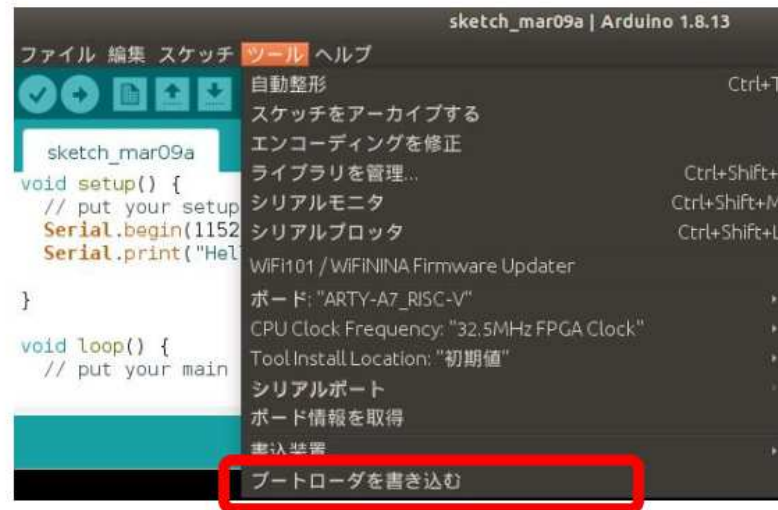 sketch_mar09a | Arduino 1.8.13
ファイル 編集 スケッチ ツール ヘルプ
自動整形 Ctrl+T
スケッチをアーカイブする
エンコーディングを修正
ライブラリを管理... Ctrl+Shift+
シリアルモニタ Ctrl+Shift+M
シリアルプロッタ Ctrl+Shift+L
WiFi101 / WiFiNINA Firmware Updater
ボード: "ARTY-A7_RISC-V"
CPU Clock Frequency: "32.5MHz FPGA Clock"
Tool Install Location: "初期値"
シリアルポート
ボード情報を取得
書込装置
ブートローダを書き込む
sketch_mar09a
void setup() {
// put your setup
Serial.begin(1152
Serial.print("Hel
}
void loop() {
// put your main